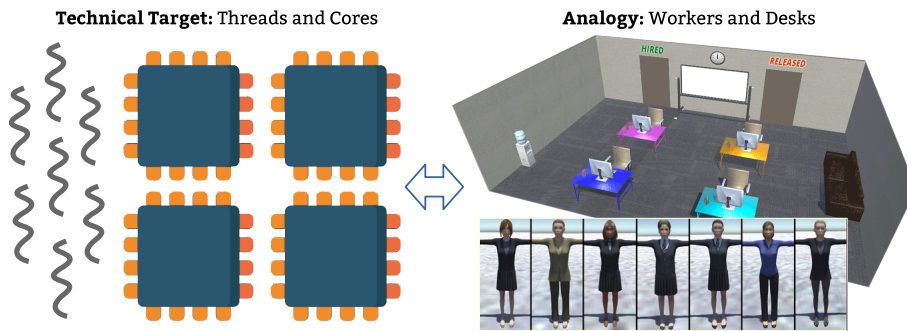 Technical Target: Threads and Cores
Analogy: Workers and Desks
HIRED
RELEASED